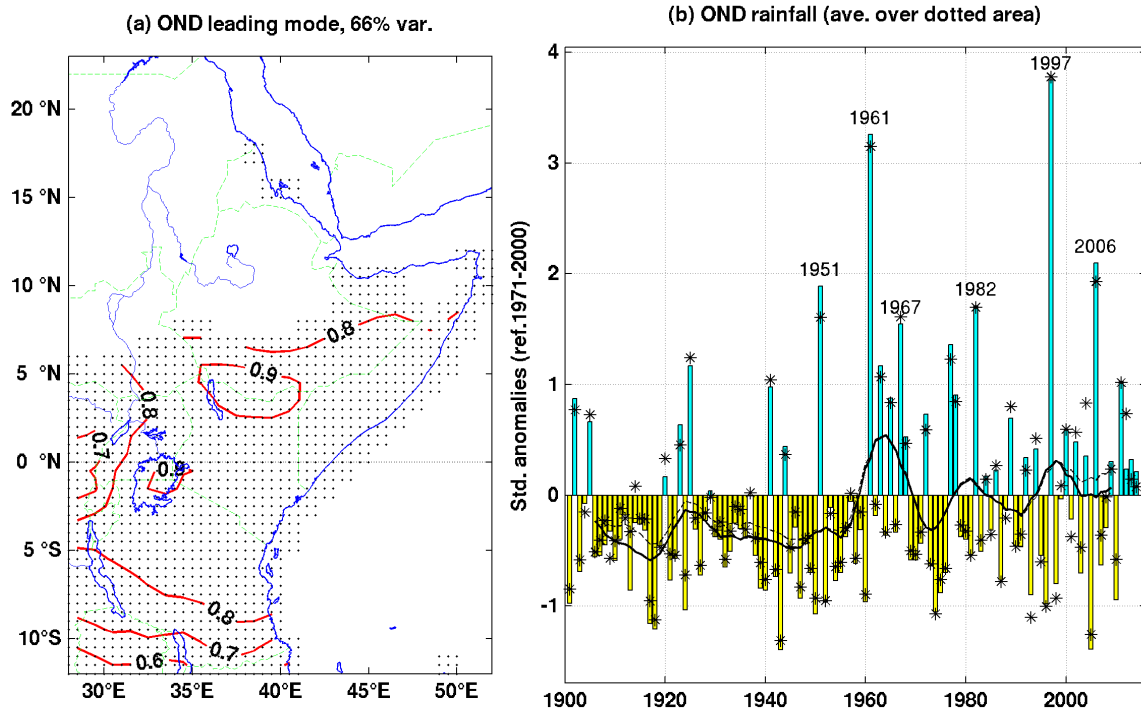 (a) OND leading mode, 66% var.
20 °N
15 °N
10 °N
5 °N
0 °N
5 °S
10°S
30°E
35°E
40°E
45°E
50°E
0.8
0.9
0.8
0.7
0.9
0.8
0.7
0.6
(b) OND rainfall (ave. over dotted area)
Std. anomalies (ref.1971-2000)
4
3
2
1
0
-1
1900
1920
1940
1960
1980
2000
1951
1961
1967
1982
1997
2006